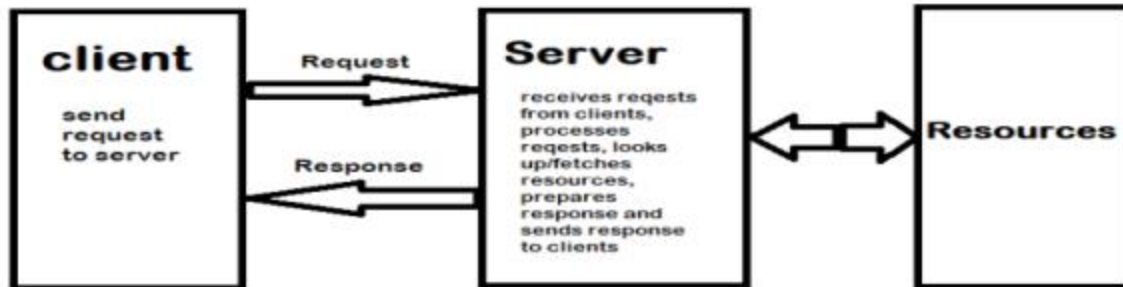 client
send
request
to server
Request
Response
Server
receives reqests
from clients,
processes
reqests, looks
up/fetches
resources,
prepares
response and
sends response
to clients
Resources